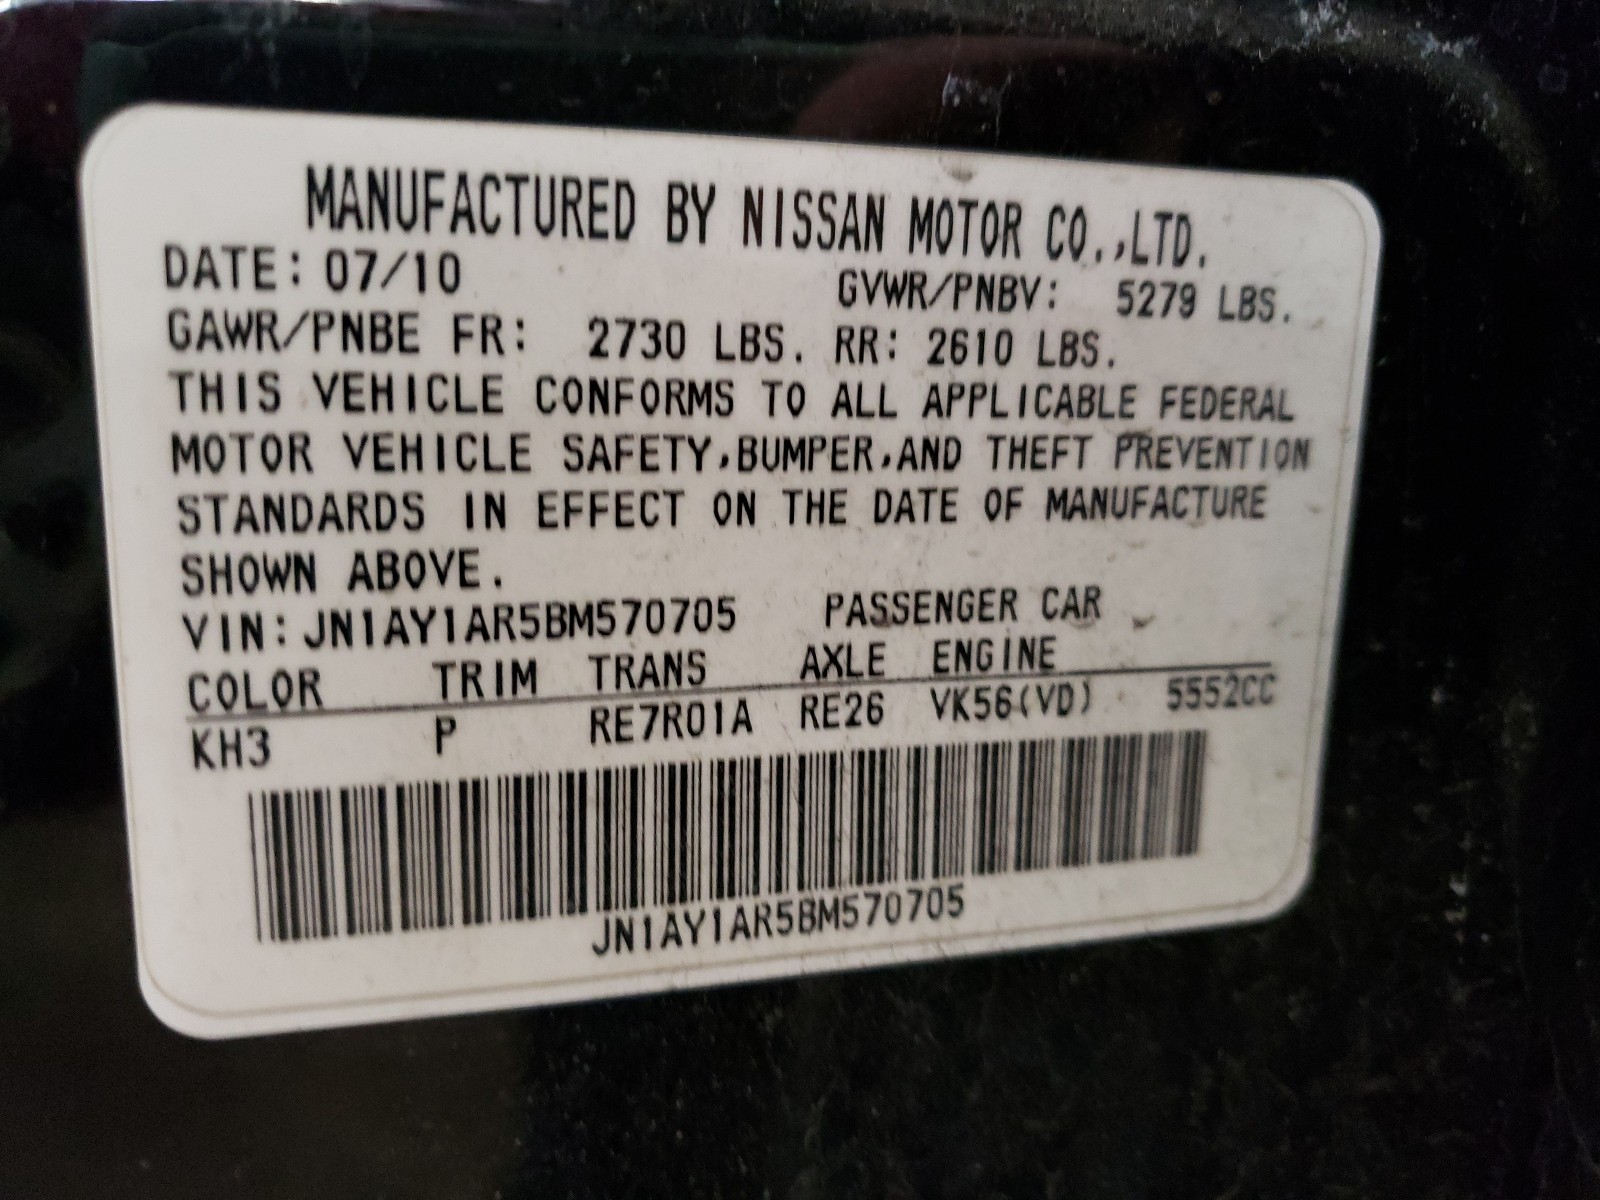 MANUFACTURED BY NISSAN MOTOR CO.,LTD.
DATE: 07/10 GVWR/PNBV: 5279 LBS.
GAWR/PNBE FR: 2730 LBS. RR: 2610 LBS.
THIS VEHICLE CONFORMS TO ALL APPLICABLE FEDERAL
MOTOR VEHICLE SAFETY,BUMPER,AND THEFT PREVENTION
STANDARDS IN EFFECT ON THE DATE OF MANUFACTURE
SHOWN ABOVE.
VIN: JN1AY1AR5BM570705 PASSENGER CAR
COLOR TRIM TRANS AXLE ENGINE
KH3 P RE7R01A RE26 VK56(VD) 5552CC
JN1AY1AR5BM570705